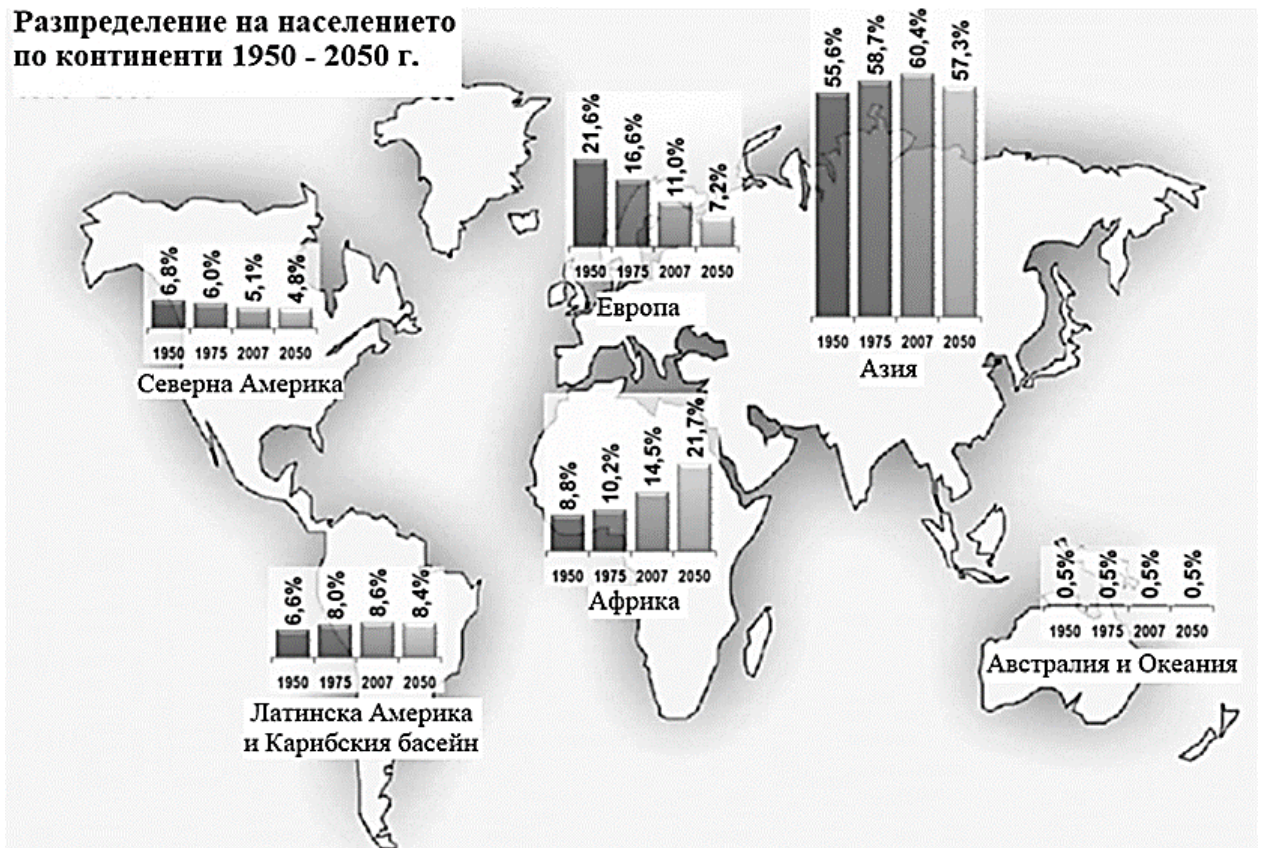 Разпределение на населението
по континенти 1950 - 2050 г.
6,8% 6,0% 5,1% 4,8%
1950 1975 2007 2050
Северна Америка
21,6% 16,6% 11,0% 7,2%
1950 1975 2007 2050
Европа
55,6% 58,7% 60,4% 57,3%
1950 1975 2007 2050
Азия
8,8% 10,2% 14,5% 21,7%
1950 1975 2007 2050
Африка
6,6% 8,0% 8,6% 8,4%
1950 1975 2007 2050
Латинска Америка
и Карибския басейн
0,5% 0,5% 0,5% 0,5%
1950 1975 2007 2050
Австралия и Океания